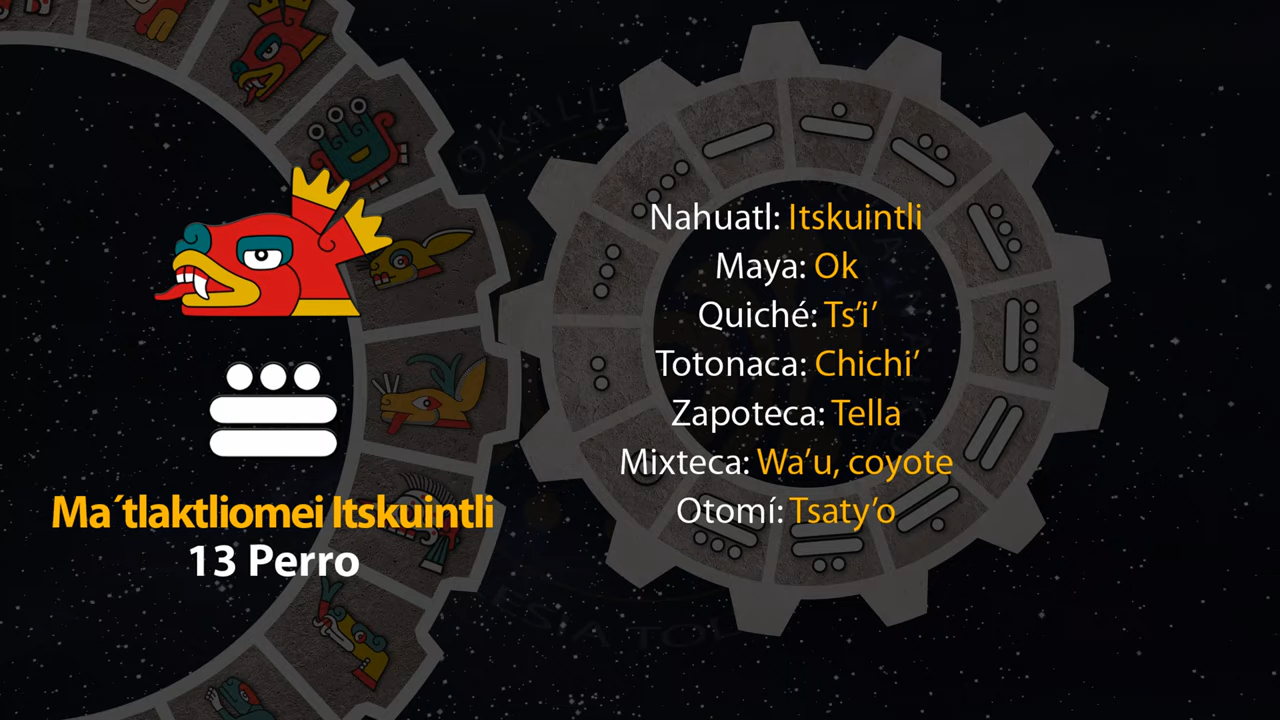 Nahuatl: Itskuintli
Maya: Ok
Quiché: Ts’i’
Totonaca: Chichi’
Zapoteca: Tella
Mixteca: Wa’u, coyote
Otomí: Tsaty’o
Ma´tlaktliomei Itskuintli
13 Perro